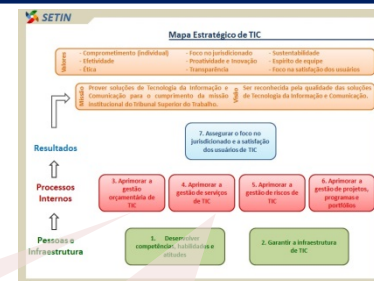 SETIN
Mapa Estratégico de TIC
Valores
- Comprometimento (individual)
- Efetividade
- Ética
- Foco no jurisdicionado
- Proatividade e Inovação
- Transparência
- Sustentabilidade
- Espírito de equipe
- Foco na satisfação dos usuários
Missão
Prover soluções de Tecnologia da Informação e
Comunicação para o cumprimento da missão
institucional do Tribunal Superior do Trabalho.
Visão
Ser reconhecida pela qualidade das soluções
de Tecnologia da Informação e Comunicação.
Resultados
7. Assegurar o foco no
jurisdicionado e a satisfação
dos usuários de TIC
Processos
Internos
3. Aprimorar a
gestão
orçamentária de
TIC
4. Aprimorar a
gestão de serviços
de TIC
5. Aprimorar a
gestão de riscos de
TIC
6. Aprimorar a
gestão de projetos,
programas e
portfólios
Pessoas e
Infraestrutura
1. Desenvolver
competências, habilidades e
atitudes
2. Garantir a infraestrutura
de TIC